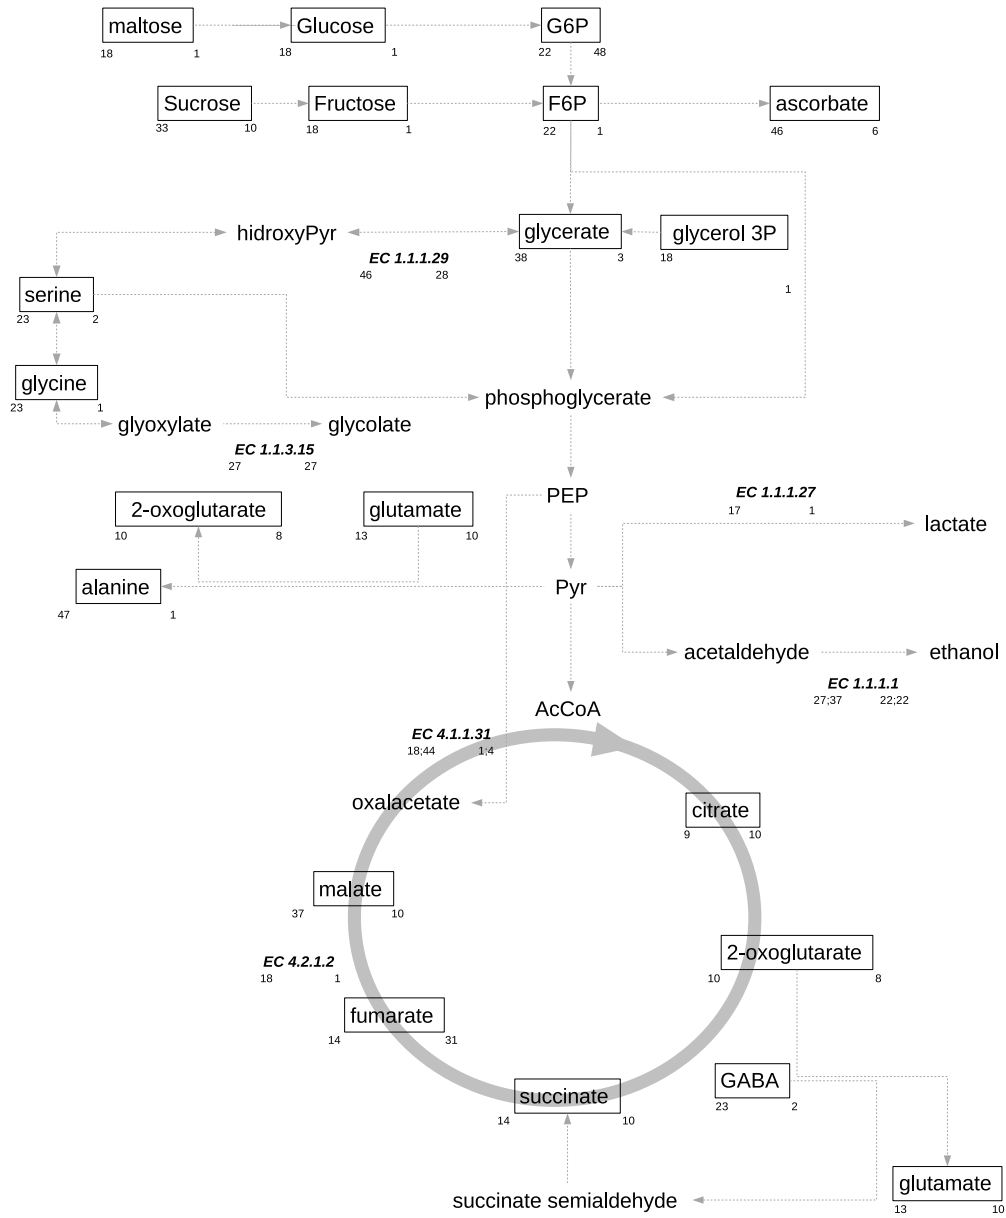 maltose Glucose G6P
18 1 18 1 22 48
Sucrose Fructose F6P ascorbate
33 10 18 1 22 1 46 6
hidroxyPyr glycerate glycerol 3P
EC 1.1.1.29 38 3 18
46 28
serine 1
23 2
glycine
23 1 phosphoglycerate
glyoxylate glycolate
EC 1.1.3.15
27 27
PEP EC 1.1.1.27
2-oxoglutarate glutamate 17 1 lactate
10 8 13 10
alanine Pyr
47 1
acetaldehyde ethanol
EC 1.1.1.1
27;37 22;22
AcCoA
EC 4.1.1.31
18;44 1;4
oxalacetate citrate
9 10
malate
37 10
2-oxoglutarate
EC 4.2.1.2 10 8
18 1
fumarate
14 31
GABA
succinate 23 2
14 10
glutamate
succinate semialdehyde
13 10